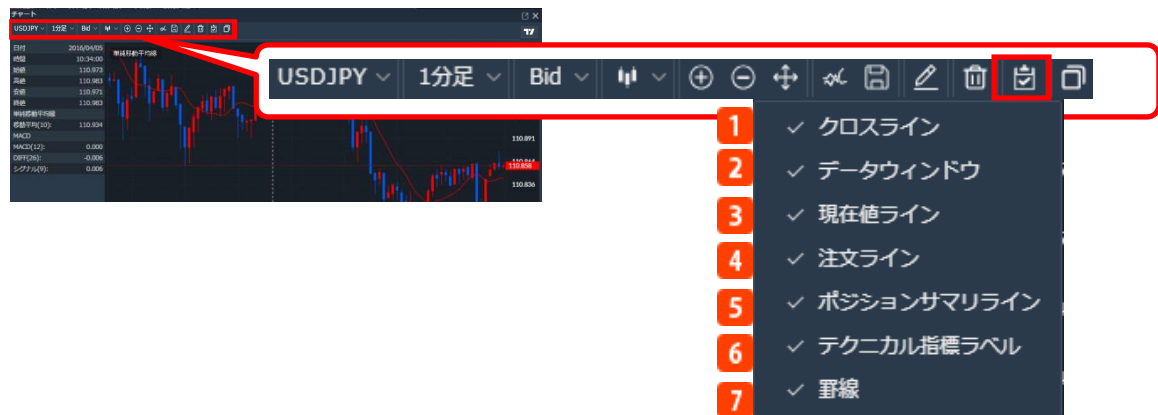 チャート
USDJPY 1分足 Bid
日付 2016/04/05
時間 10:34:00
始値 110.973
高値 110.983
安値 110.971
終値 110.983
単純移動平均線
移動平均(10): 110.934
MACD
MACD(12): 0.000
DIFF(26): -0.006
シグナル(9): 0.006
単純移動平均線
110.891
110.864
110.858
110.836
USDJPY 1分足 Bid
1 クロスライン
2 データウィンドウ
3 現在値ライン
4 注文ライン
5 ポジションサマリライン
6 テクニカル指標ラベル
7 罫線